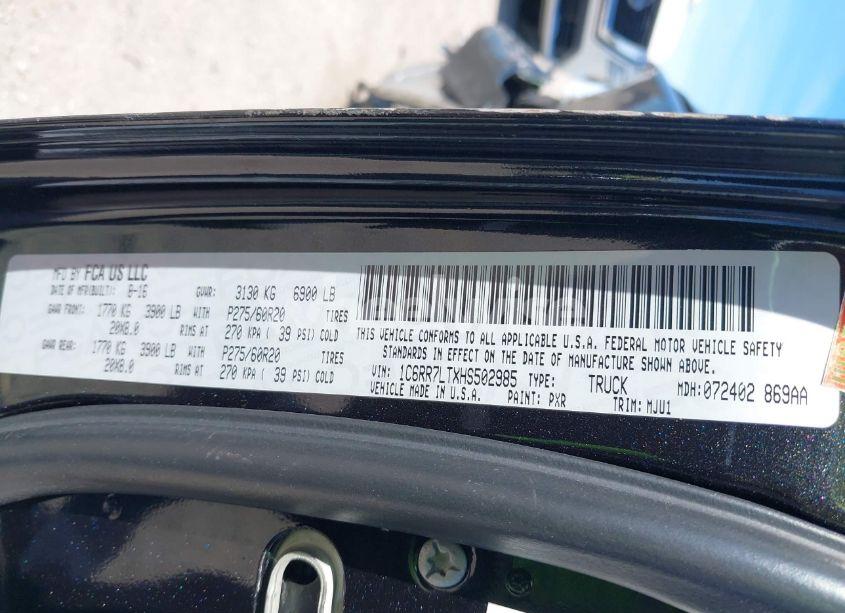 MFD BY FCA US LLC
DATE OF MFR(BUILT): 8-16 GVWR: 3130 KG 6900 LB
GAWR FRONT: 1770 KG 3900 LB WITH P275/60R20 TIRES
20X8.0 RIMS AT 270 KPA ( 39 PSI) COLD
GAWR REAR: 1770 KG 3900 LB WITH P275/60R20 TIRES
20X8.0 RIMS AT 270 KPA ( 39 PSI) COLD
THIS VEHICLE CONFORMS TO ALL APPLICABLE U.S.A. FEDERAL MOTOR VEHICLE SAFETY
STANDARDS IN EFFECT ON THE DATE OF MANUFACTURE SHOWN ABOVE.
VIN: 1C6RR7LTXHS502985 TYPE: TRUCK MDH:072402 869AA
VEHICLE MADE IN U.S.A. PAINT: PXR TRIM: MJU1